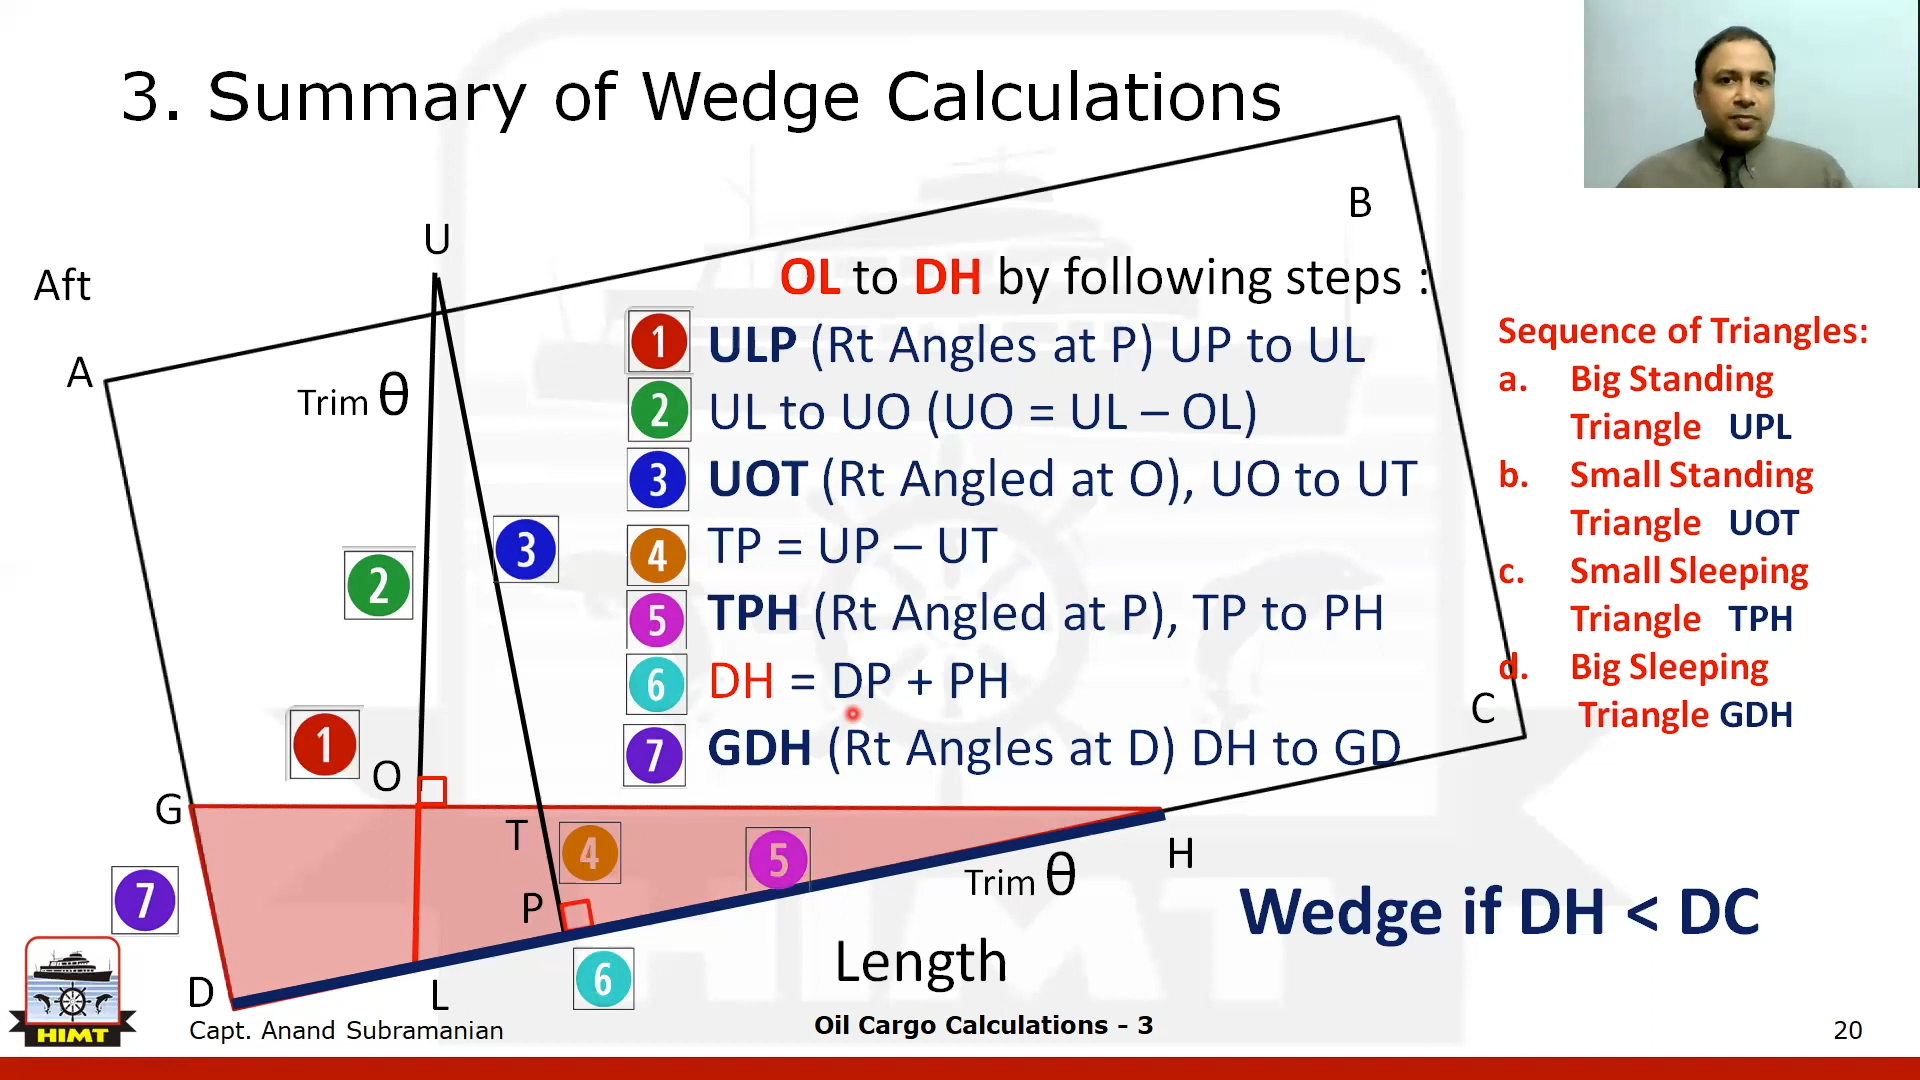 3. Summary of Wedge Calculations
B
U
Aft
OL to DH by following steps :
A
Trim θ
1 ULP (Rt Angles at P) UP to UL
2 UL to UO (UO = UL – OL)
3 UOT (Rt Angled at O), UO to UT
4 TP = UP – UT
5 TPH (Rt Angled at P), TP to PH
6 DH = DP + PH
7 GDH (Rt Angles at D) DH to GD
Sequence of Triangles:
a. Big Standing
Triangle UPL
b. Small Standing
Triangle UOT
c. Small Sleeping
Triangle TPH
d. Big Sleeping
Triangle GDH
C
3
2
1
O
G
T
4
5
H
Trim θ
7
P
Wedge if DH < DC
Length
6
D
L
HIMT
HIMT
Capt. Anand Subramanian
Oil Cargo Calculations - 3
20